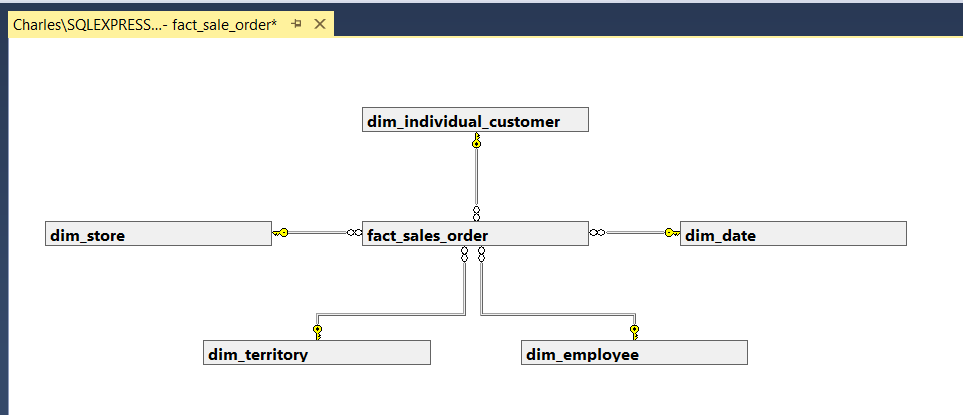 Charles\SQLEXPRESS...- fact_sale_order*
dim_individual_customer
dim_store
fact_sales_order
dim_date
dim_territory
dim_employee